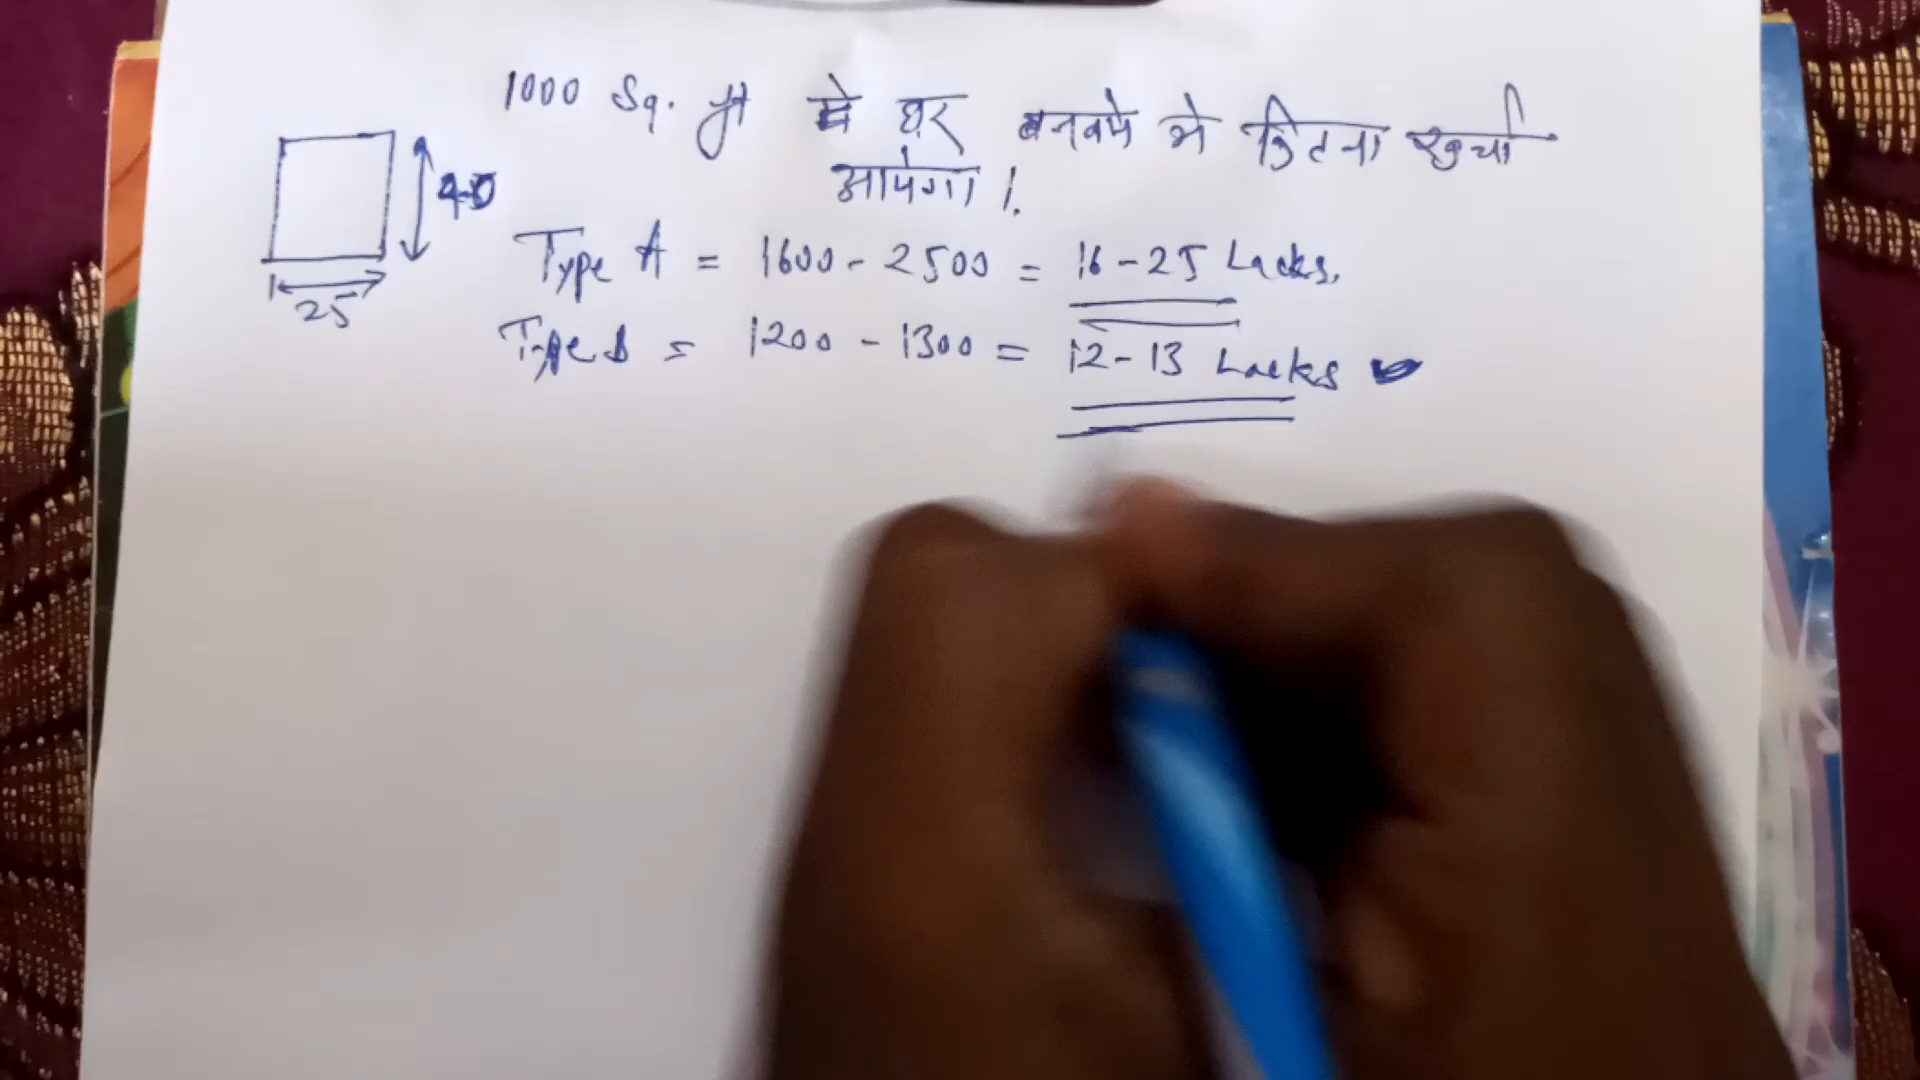 1000 Sq. ft मे घर बनवाने मे कितना खर्चा
आयेगा ।.
40
25
Type A = 1600 - 2500 = 16 - 25 Lacks.
Type B = 1200 - 1300 = 12 - 13 Lacks